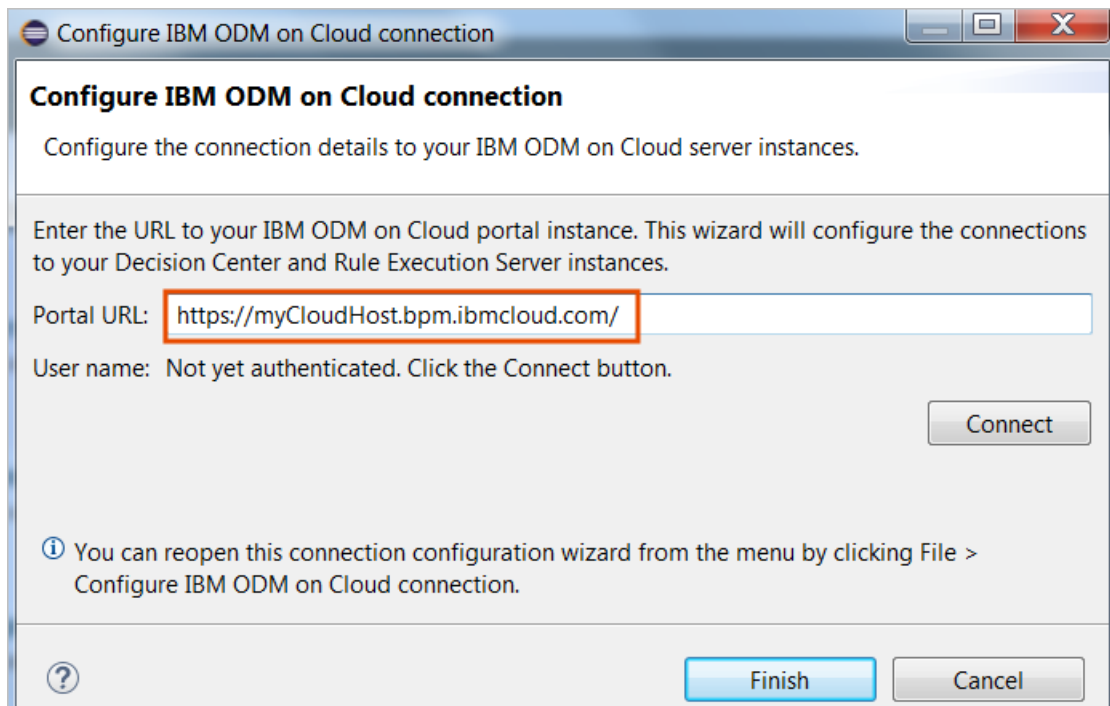 Configure IBM ODM on Cloud connection
Configure IBM ODM on Cloud connection
Configure the connection details to your IBM ODM on Cloud server instances.
Enter the URL to your IBM ODM on Cloud portal instance. This wizard will configure the connections
to your Decision Center and Rule Execution Server instances.
Portal URL: https://myCloudHost.bpm.ibmcloud.com/
User name: Not yet authenticated. Click the Connect button.
Connect
You can reopen this connection configuration wizard from the menu by clicking File >
Configure IBM ODM on Cloud connection.
Finish Cancel